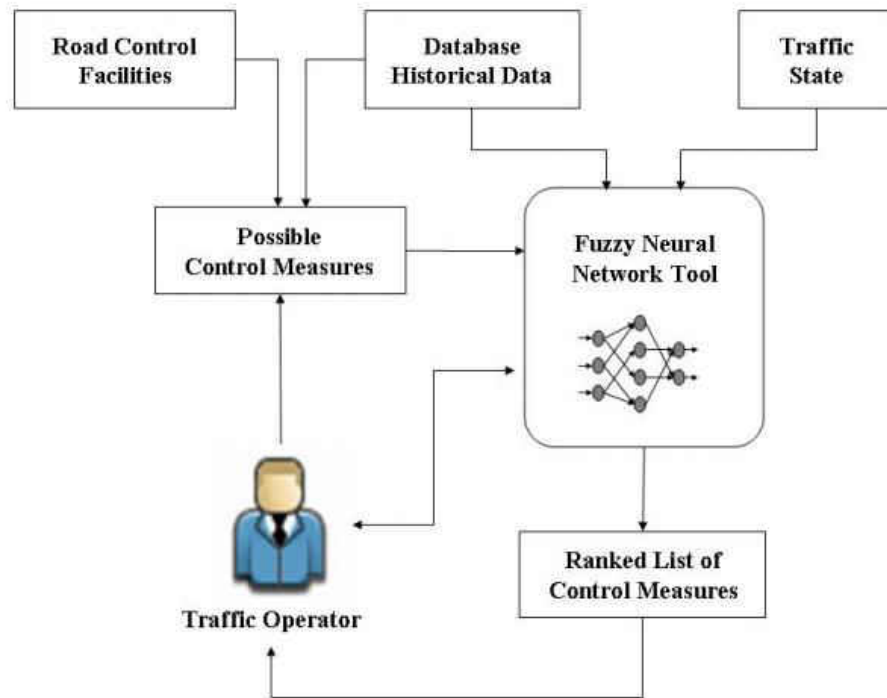 Road Control
Facilities
Database
Historical Data
Traffic
State
Possible
Control Measures
Fuzzy Neural
Network Tool
Ranked List of
Control Measures
Traffic Operator